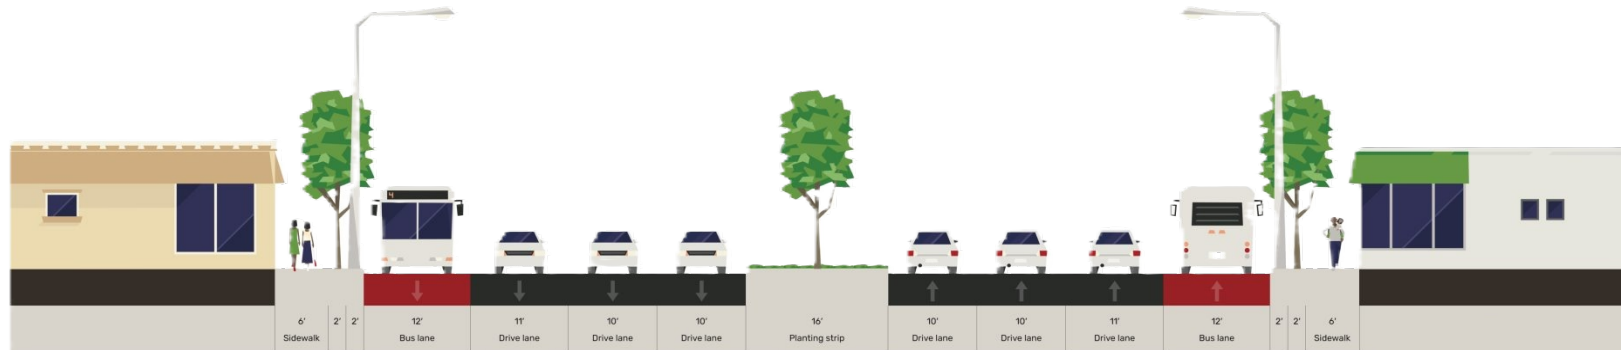 4
6' 2' 2' 12' 11' 10' 10' 16' 10' 10' 11' 12' 2' 2' 6'
Sidewalk Bus lane Drive lane Drive lane Drive lane Planting strip Drive lane Drive lane Drive lane Bus lane Sidewalk